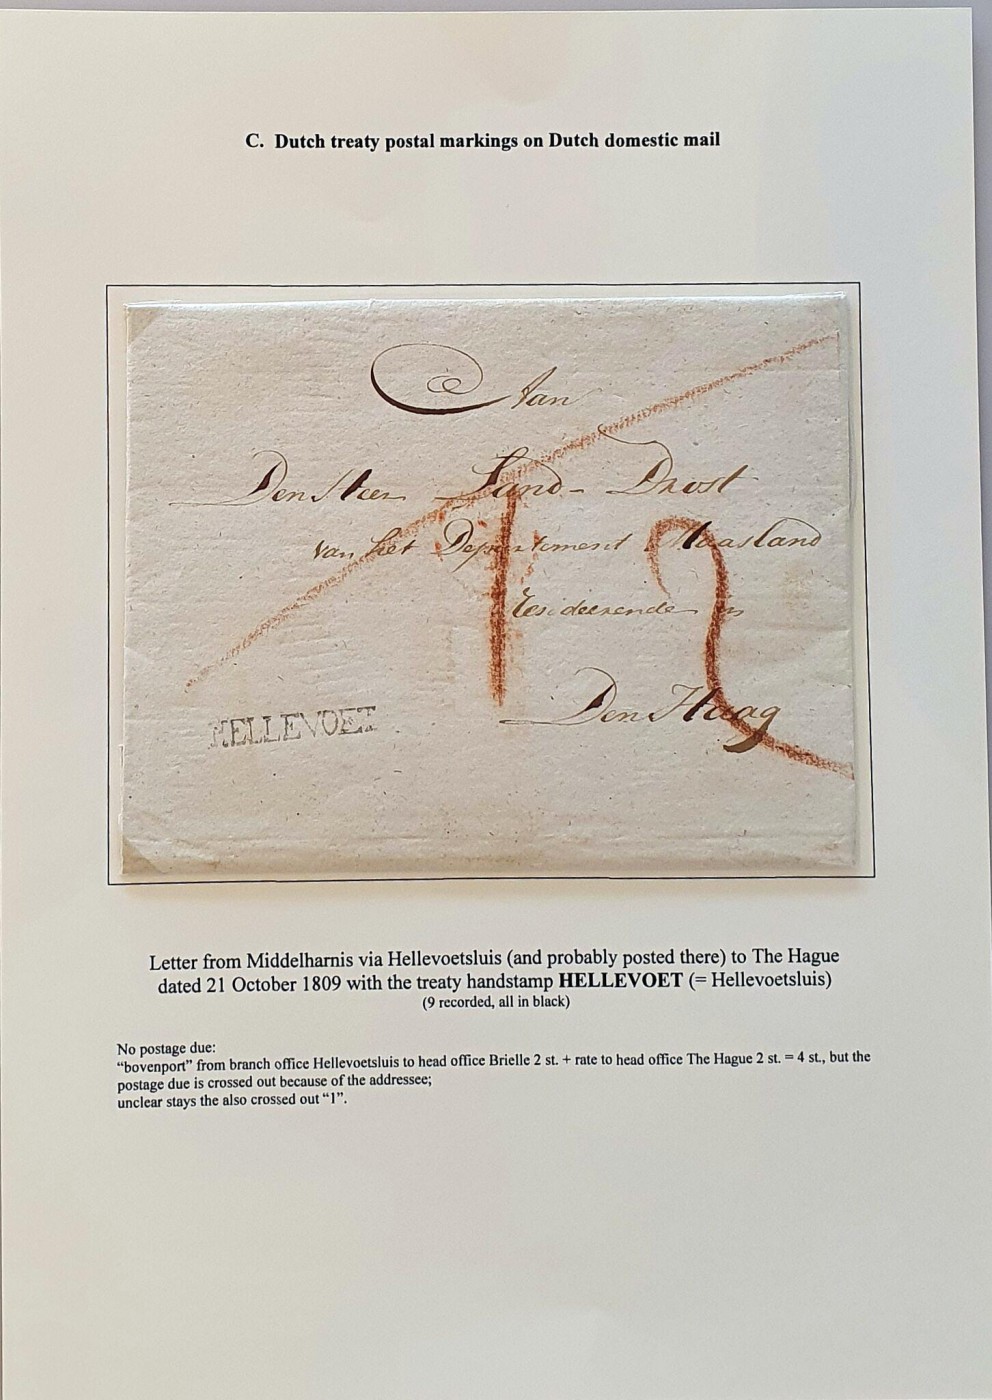 C. Dutch treaty postal markings on Dutch domestic mail
Aan
Den Heer Land-Drost
van het Departement Maasland
resideerende in
Den Haag
HELLEVOET
Letter from Middelharnis via Hellevoetsluis (and probably posted there) to The Hague
dated 21 October 1809 with the treaty handstamp HELLEVOET (= Hellevoetsluis)
(9 recorded, all in black)
No postage due:
“bovenport” from branch office Hellevoetsluis to head office Brielle 2 st. + rate to head office The Hague 2 st. = 4 st., but the
postage due is crossed out because of the addressee;
unclear stays the also crossed out “1”.